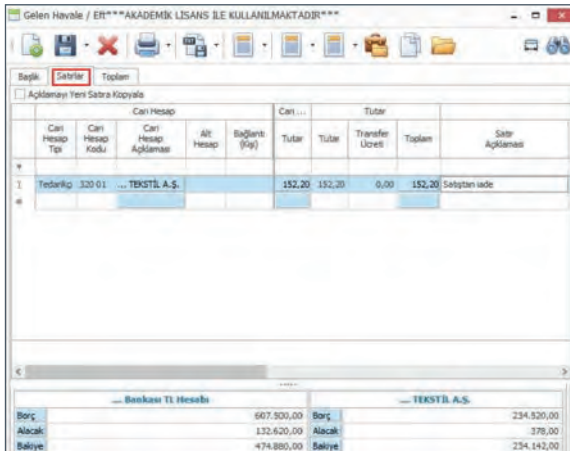 Gelen Havale / Eft***AKADEMİK LİSANS İLE KULLANILMAKTADIR***
Başlık Satırlar Toplam
Açıklamayı Yeni Satıra Kopyala
Cari Hesap Cari ... Tutar
Cari Hesap Tipi Cari Hesap Kodu Cari Hesap Açıklaması Alt Hesap Bağlantı (Kişi) Tutar Tutar Transfer Ücreti Toplam Satır Açıklaması
1 Tedarikçi 320 01 ... TEKSTİL A.Ş. 152,20 152,20 0,00 152,20 Satıştan iade
... Bankası TL Hesabı ... TEKSTİL A.Ş.
Borç 607.500,00 Borç 234.520,00
Alacak 132.620,00 Alacak 378,00
Bakiye 474.880,00 Bakiye 234.142,00